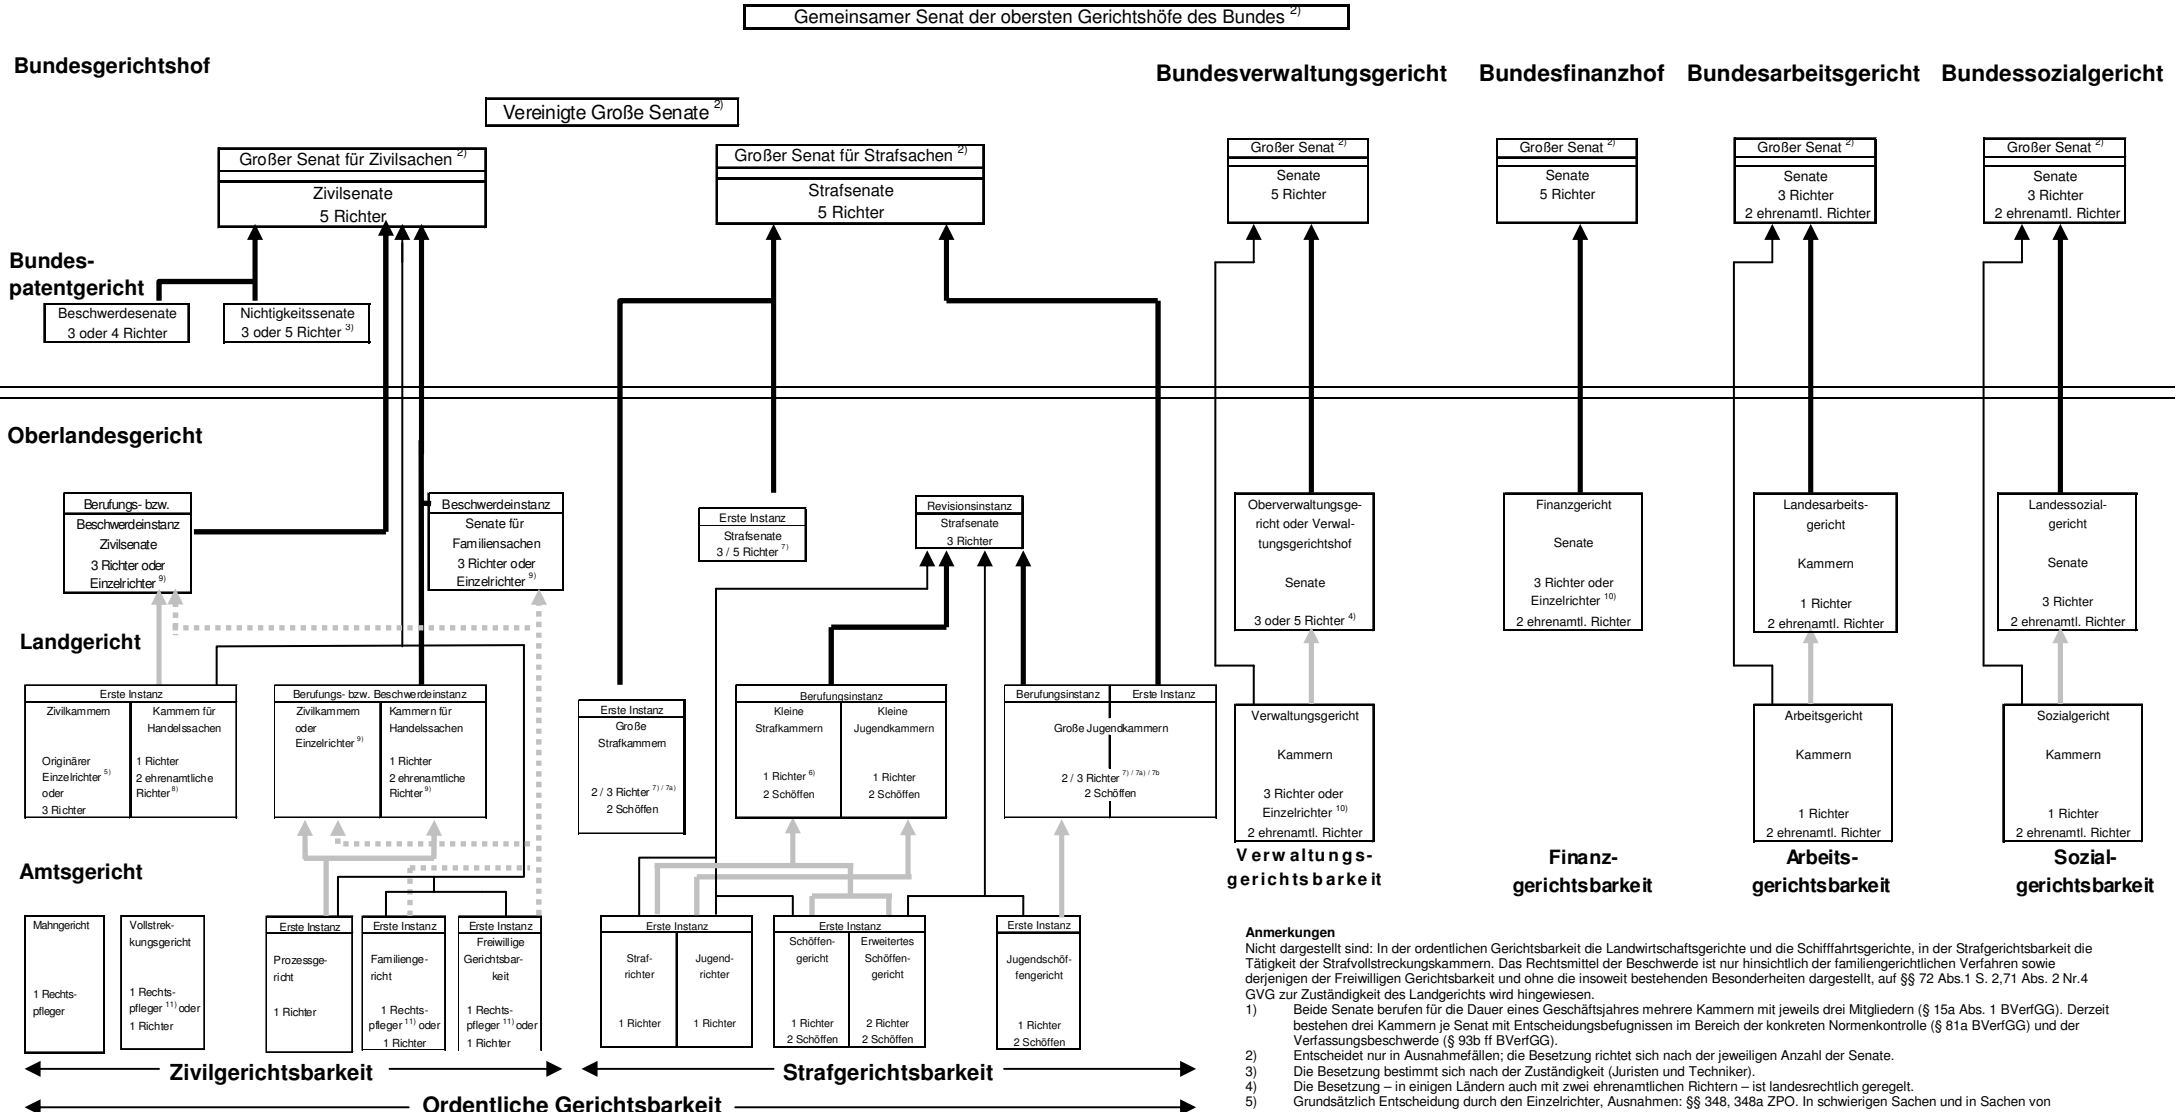 Gemeinsamer Senat der obersten Gerichtshöfe des Bundes 2)
Bundesgerichtshof
Bundesverwaltungsgericht
Bundesfinanzhof
Bundesarbeitsgericht
Bundessozialgericht
Vereinigte Große Senate 2)
Großer Senat für Zivilsachen 2)
Zivilsenate
5 Richter
Großer Senat für Strafsachen 2)
Strafsenate
5 Richter
Großer Senat 2)
Senate
5 Richter
Großer Senat 2)
Senate
5 Richter
Großer Senat 2)
Senate
3 Richter
2 ehrenamtl. Richter
Großer Senat 2)
Senate
3 Richter
2 ehrenamtl. Richter
Bundes-
patentgericht
Beschwerdesenate
3 oder 4 Richter
Nichtigkeitssenate
3 oder 5 Richter 3)
Oberlandesgericht
Berufungs- bzw.
Beschwerdeinstanz
Zivilsenate
3 Richter oder
Einzelrichter 9)
Beschwerdeinstanz
Senate für
Familiensachen
3 Richter oder
Einzelrichter 9)
Erste Instanz
Strafsenate
3 / 5 Richter 7)
Revisionsinstanz
Strafsenate
3 Richter
Oberverwaltungsge-
richt oder Verwal-
tungsgerichtshof
Senate
3 oder 5 Richter 4)
Finanzgericht
Senate
3 Richter oder
Einzelrichter 10)
2 ehrenamtl. Richter
Landesarbeits-
gericht
Kammern
1 Richter
2 ehrenamtl. Richter
Landessozial-
gericht
Senate
3 Richter
2 ehrenamtl. Richter
Landgericht
Erste Instanz
Zivilkammern
Originärer
Einzelrichter 5)
oder
3 Richter
Kammern für
Handelssachen
1 Richter
2 ehrenamtliche
Richter 8)
Berufungs- bzw. Beschwerdeinstanz
Zivilkammern
oder
Einzelrichter 9)
Kammern für
Handelssachen
1 Richter
2 ehrenamtliche
Richter 9)
Erste Instanz
Große
Strafkammern
2 / 3 Richter 7) / 7a)
2 Schöffen
Berufungsinstanz
Kleine
Strafkammern
1 Richter 6)
2 Schöffen
Kleine
Jugendkammern
1 Richter
2 Schöffen
Berufungsinstanz
Erste Instanz
Große Jugendkammern
2 / 3 Richter 7) / 7a) / 7b
2 Schöffen
Verwaltungsgericht
Kammern
3 Richter oder
Einzelrichter 10)
2 ehrenamtl. Richter
Arbeitsgericht
Kammern
1 Richter
2 ehrenamtl. Richter
Sozialgericht
Kammern
1 Richter
2 ehrenamtl. Richter
Verwaltungs-
gerichtsbarkeit
Finanz-
gerichtsbarkeit
Arbeits-
gerichtsbarkeit
Sozial-
gerichtsbarkeit
Amtsgericht
Mahngericht
1 Rechts-
pfleger
Vollstrek-
kungsgericht
1 Rechts-
pfleger 11) oder
1 Richter
Erste Instanz
Prozessge-
richt
1 Richter
Erste Instanz
Familienge-
richt
1 Rechts-
pfleger 11) oder
1 Richter
Erste Instanz
Freiwillige
Gerichtsbar-
keit
1 Rechts-
pfleger 11) oder
1 Richter
Erste Instanz
Straf-
richter
1 Richter
Jugend-
richter
1 Richter
Erste Instanz
Schöffen-
gericht
1 Richter
2 Schöffen
Erweitertes
Schöffen-
gericht
2 Richter
2 Schöffen
Erste Instanz
Jugendschöf-
fengericht
1 Richter
2 Schöffen
Zivilgerichtsbarkeit
Strafgerichtsbarkeit
Ordentliche Gerichtsbarkeit
Anmerkungen
Nicht dargestellt sind: In der ordentlichen Gerichtsbarkeit die Landwirtschaftsgerichte und die Schifffahrtsgerichte, in der Strafgerichtsbarkeit die
Tätigkeit der Strafvollstreckungskammern. Das Rechtsmittel der Beschwerde ist nur hinsichtlich der familiengerichtlichen Verfahren sowie
derjenigen der Freiwilligen Gerichtsbarkeit und ohne die insoweit bestehenden Besonderheiten dargestellt, auf §§ 72 Abs.1 S. 2,71 Abs. 2 Nr.4
GVG zur Zuständigkeit des Landgerichts wird hingewiesen.
1) Beide Senate berufen für die Dauer eines Geschäftsjahres mehrere Kammern mit jeweils drei Mitgliedern (§ 15a Abs. 1 BVerfGG). Derzeit
bestehen drei Kammern je Senat mit Entscheidungsbefugnissen im Bereich der konkreten Normenkontrolle (§ 81a BVerfGG) und der
Verfassungsbeschwerde (§ 93b ff BVerfGG).
2) Entscheidet nur in Ausnahmefällen; die Besetzung richtet sich nach der jeweiligen Anzahl der Senate.
3) Die Besetzung bestimmt sich nach der Zuständigkeit (Juristen und Techniker).
4) Die Besetzung – in einigen Ländern auch mit zwei ehrenamtlichen Richtern – ist landesrechtlich geregelt.
5) Grundsätzlich Entscheidung durch den Einzelrichter, Ausnahmen: §§ 348, 348a ZPO. In schwierigen Sachen und in Sachen von